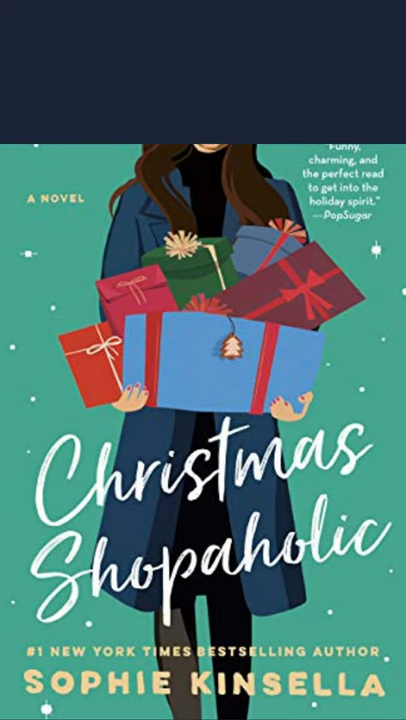 "Funny,
charming, and
the perfect read
to get into the
holiday spirit."
—PopSugar
A NOVEL
Christmas
Shopaholic
#1 NEW YORK TIMES BESTSELLING AUTHOR
SOPHIE KINSELLA